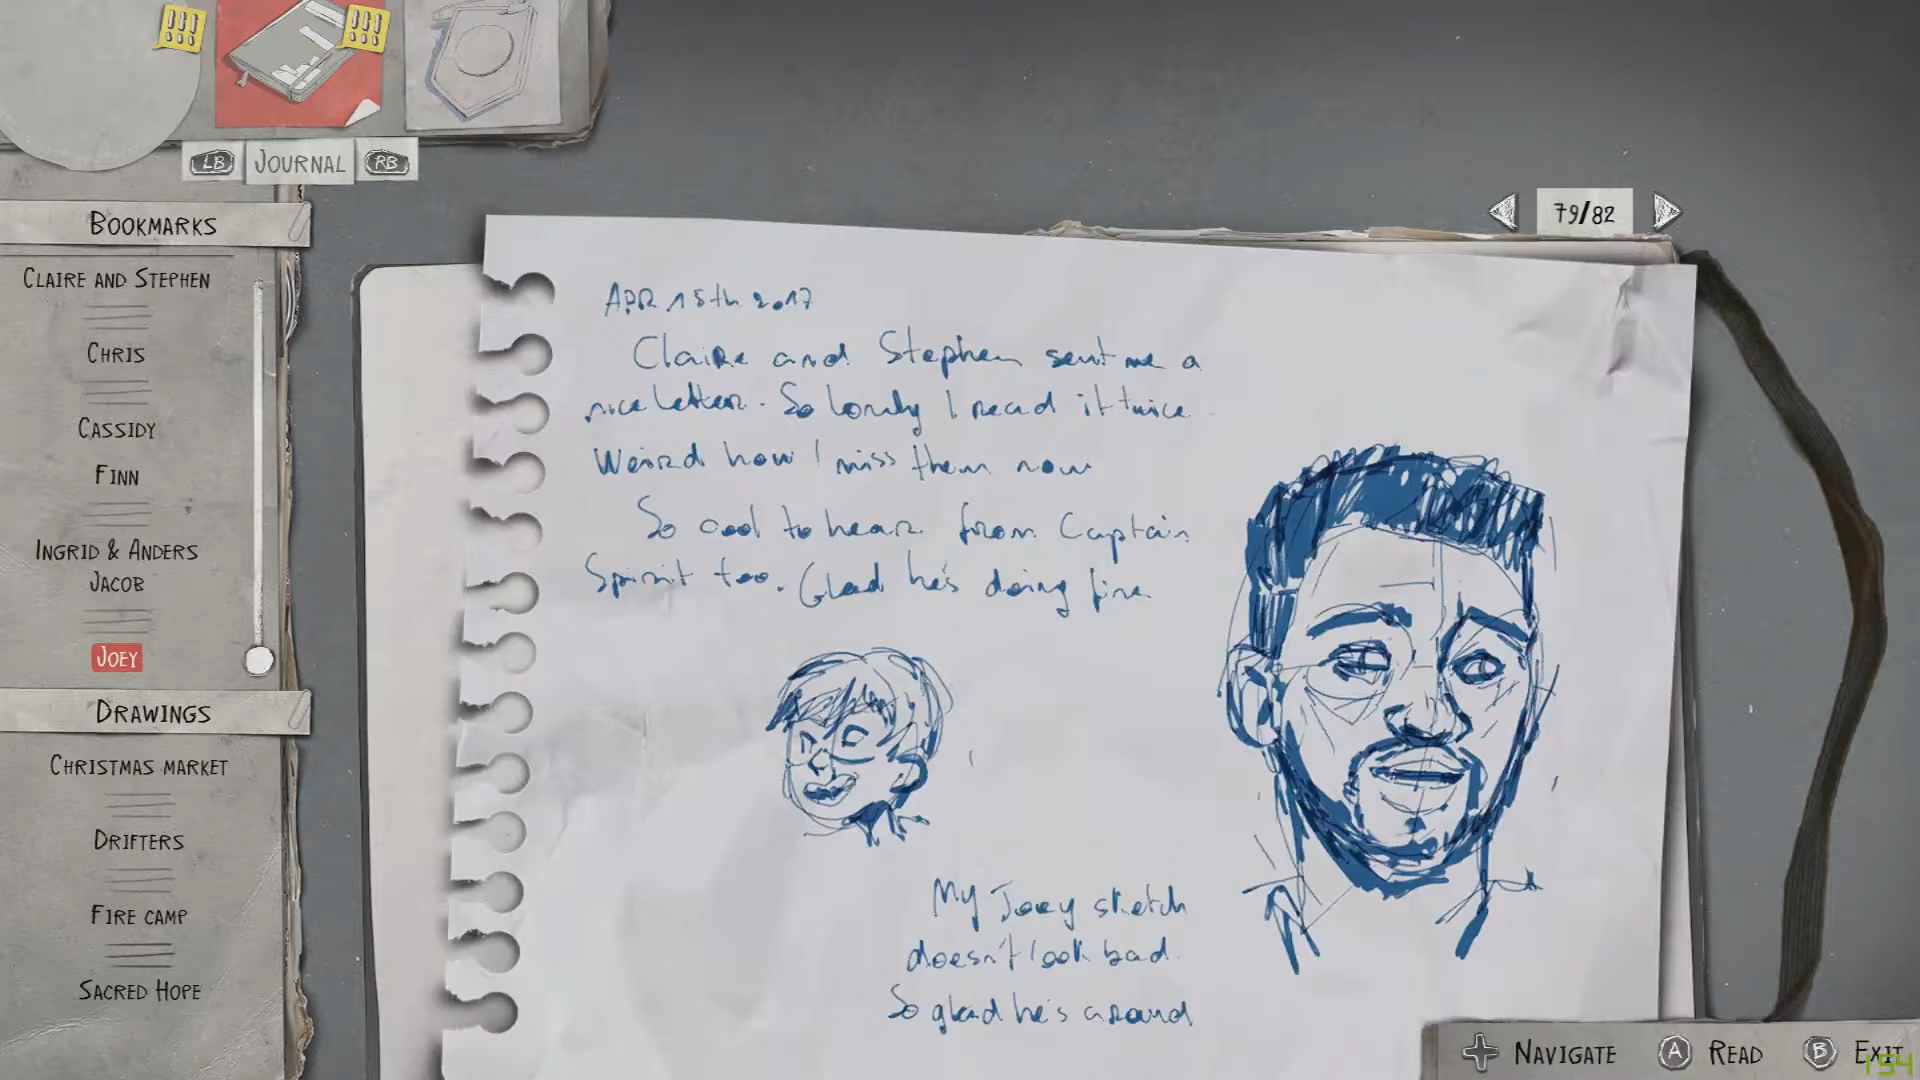 LB JOURNAL RB
79/82
BOOKMARKS
CLAIRE AND STEPHEN
CHRIS
CASSIDY
FINN
INGRID & ANDERS
JACOB
JOEY
DRAWINGS
CHRISTMAS MARKET
DRIFTERS
FIRE CAMP
SACRED HOPE
APR 15th 2017
Claire and Stephen sent me a
nice letter. So lonely I read it twice
Weird how I miss them now
So cool to hear from Captain
Spirit too. Glad he's doing fine
My Joey sketch
doesn't look bad.
So glad he's around
NAVIGATE A READ B EXIT
154